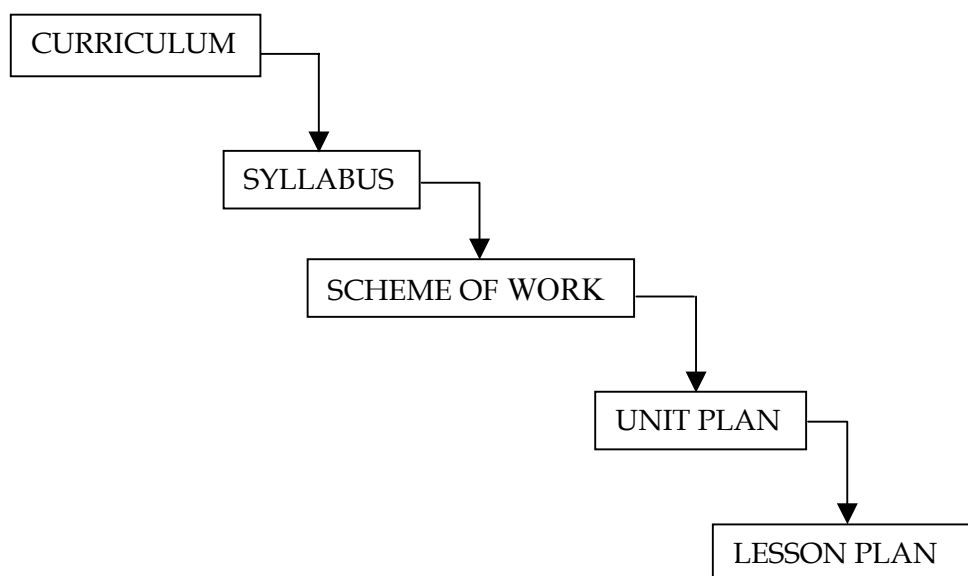 CURRICULUM
SYLLABUS
SCHEME OF WORK
UNIT PLAN
LESSON PLAN